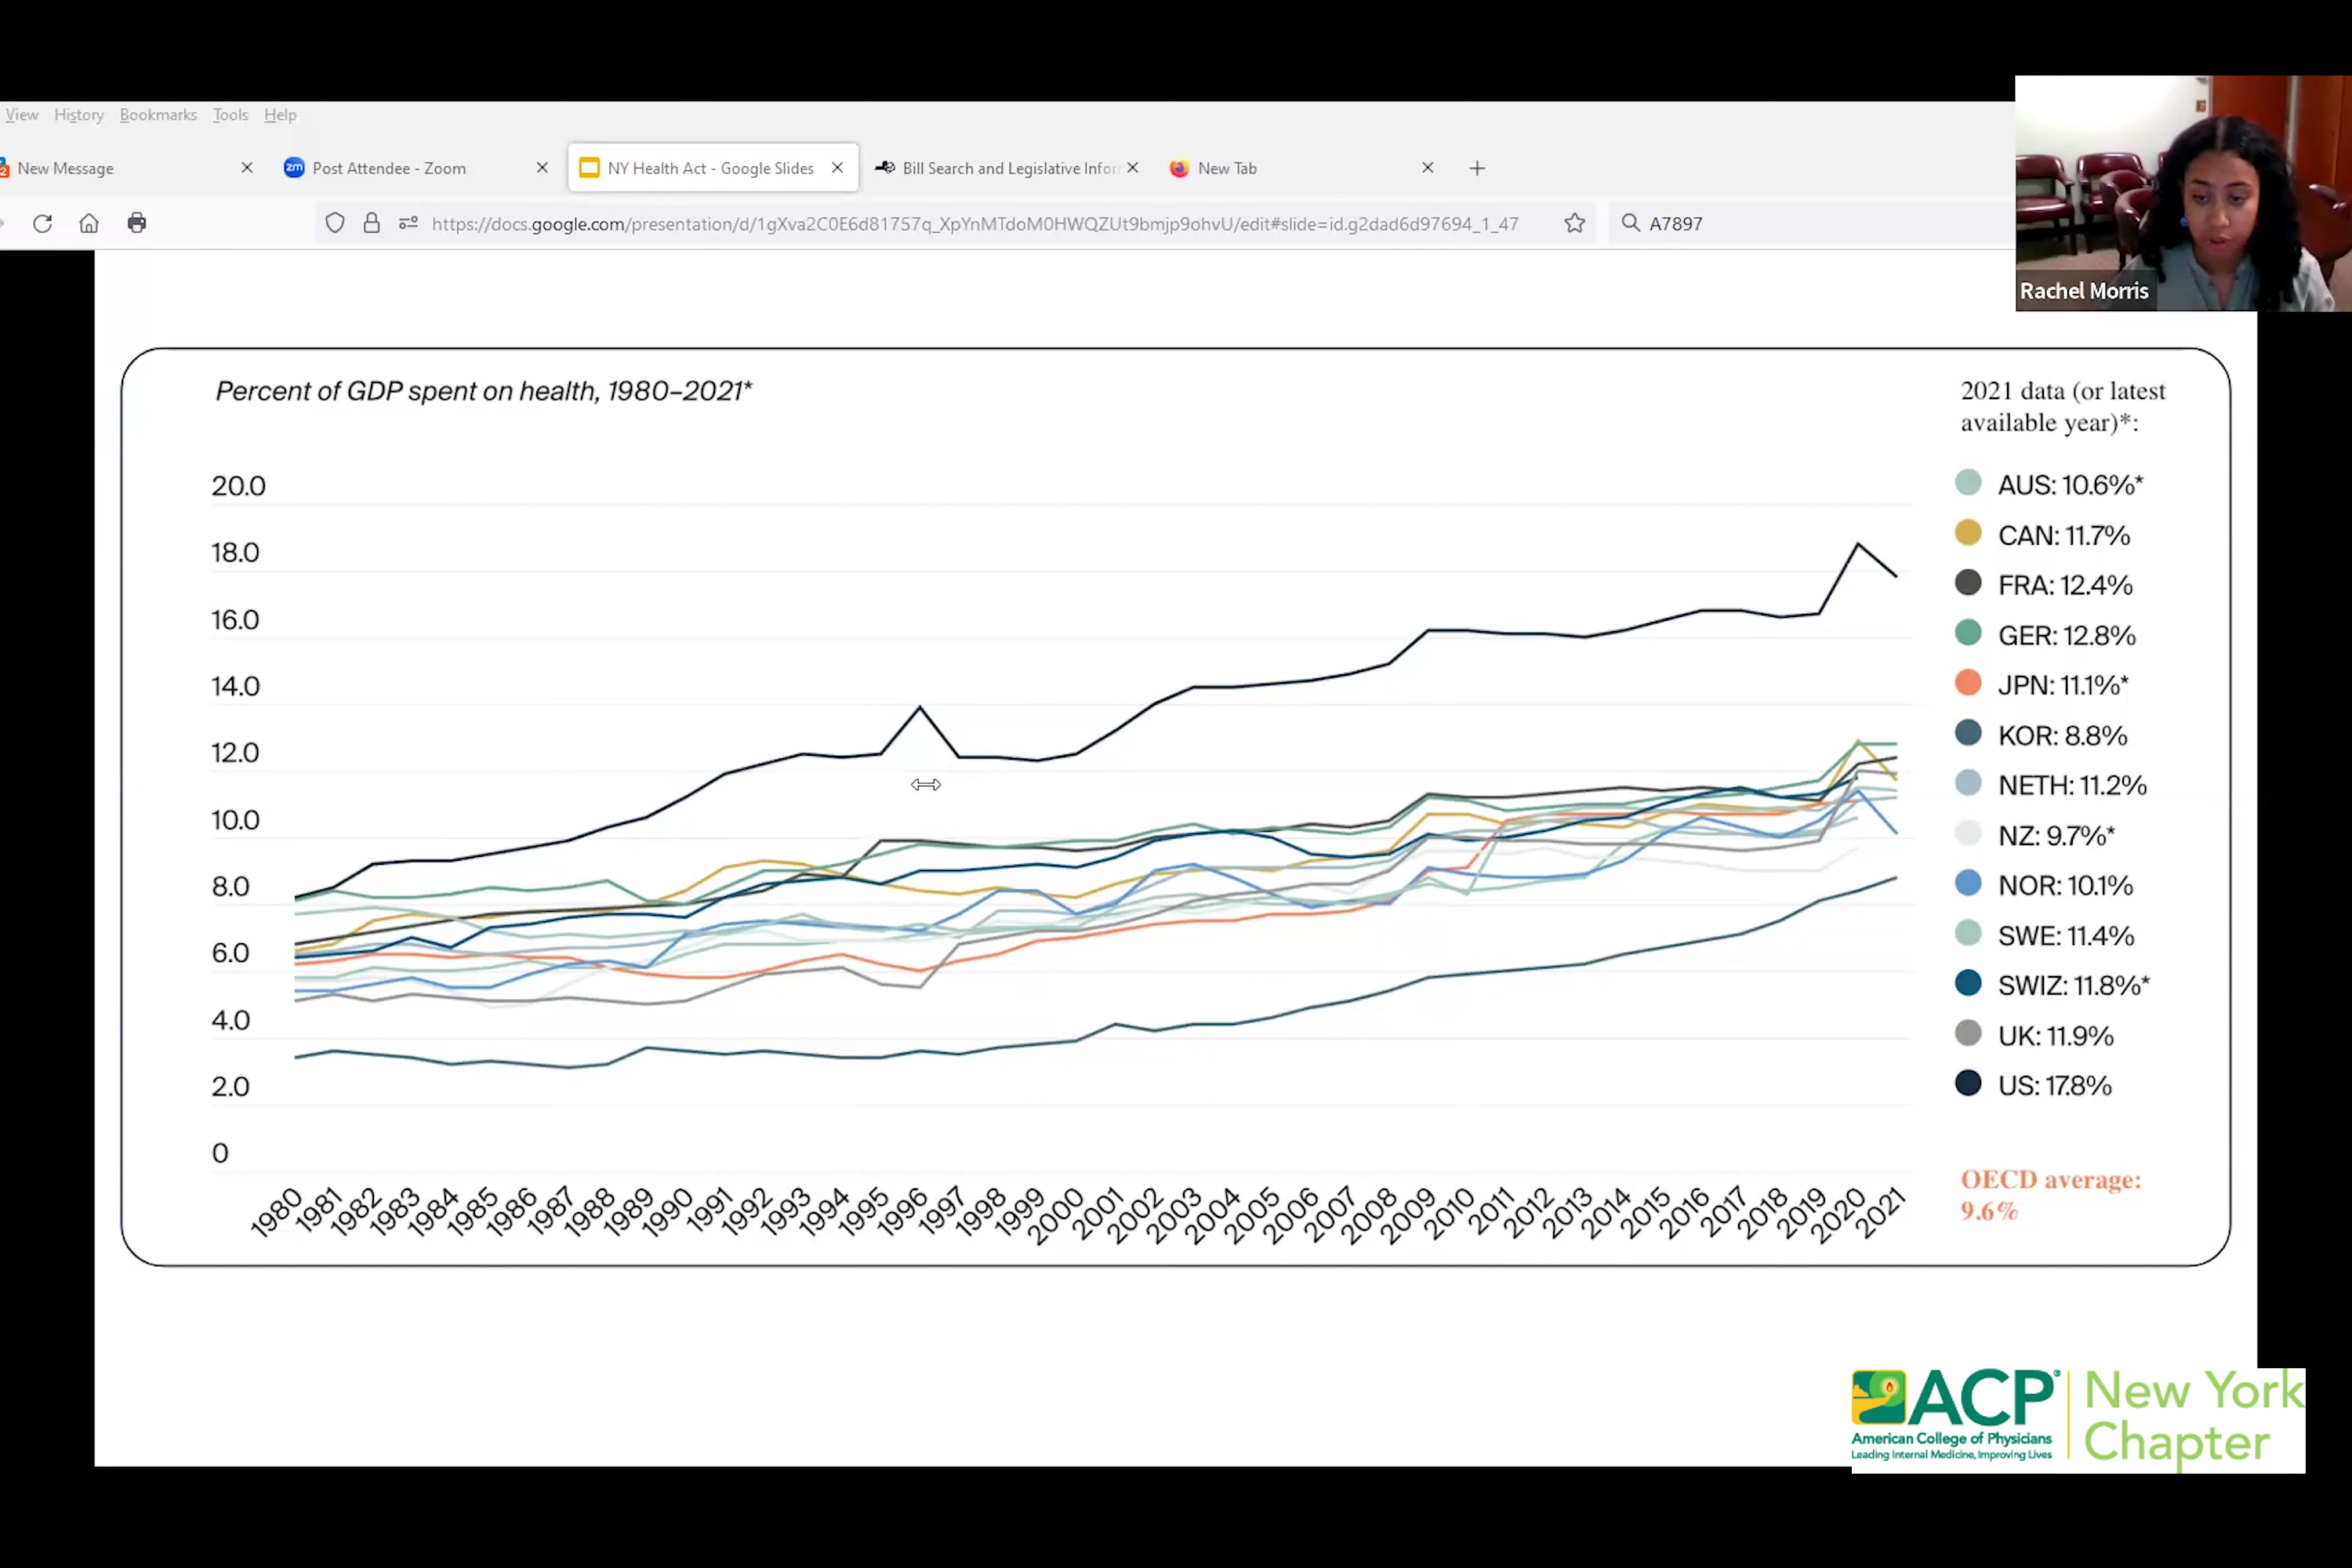 View History Bookmarks Tools Help
New Message
Post Attendee - Zoom
NY Health Act - Google Slides
Bill Search and Legislative Infor
New Tab
https://docs.google.com/presentation/d/1gXva2C0E6d81757q_XpYnMTdoM0HWQZUt9bmjp9ohvU/edit#slide=id.g2dad6d97694_1_47
A7897
Rachel Morris
Percent of GDP spent on health, 1980–2021*
20.0
18.0
16.0
14.0
12.0
10.0
8.0
6.0
4.0
2.0
0
1980 1981 1982 1983 1984 1985 1986 1987 1988 1989 1990 1991 1992 1993 1994 1995 1996 1997 1998 1999 2000 2001 2002 2003 2004 2005 2006 2007 2008 2009 2010 2011 2012 2013 2014 2015 2016 2017 2018 2019 2020 2021
2021 data (or latest
available year)*:
AUS: 10.6%*
CAN: 11.7%
FRA: 12.4%
GER: 12.8%
JPN: 11.1%*
KOR: 8.8%
NETH: 11.2%
NZ: 9.7%*
NOR: 10.1%
SWE: 11.4%
SWIZ: 11.8%*
UK: 11.9%
US: 17.8%
OECD average:
9.6%
ACP®
American College of Physicians
Leading Internal Medicine, Improving Lives
New York
Chapter